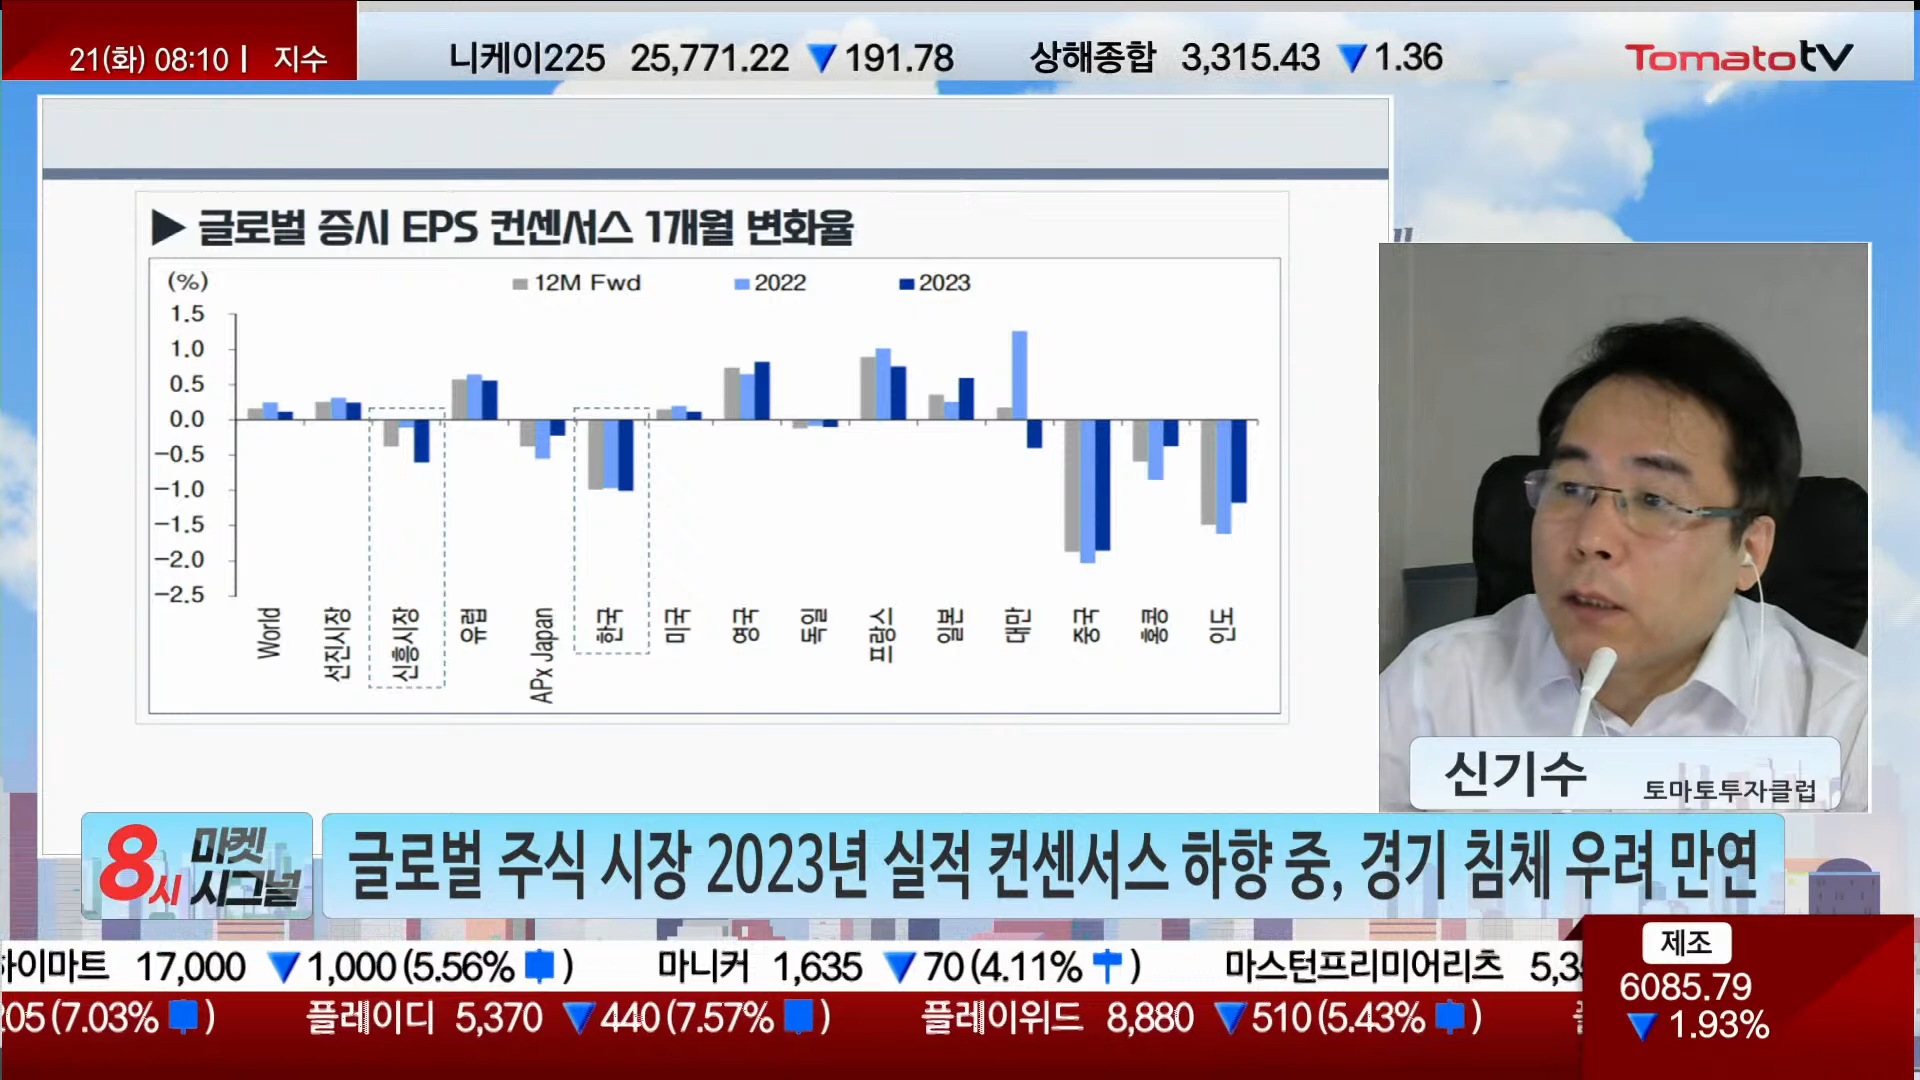 21(화) 08:10 | 지수
니케이225 25,771.22 ▼191.78 상해종합 3,315.43 ▼1.36
Tomatotv
▶ 글로벌 증시 EPS 컨센서스 1개월 변화율
(%)
12M Fwd 2022 2023
1.5
1.0
0.5
0.0
-0.5
-1.0
-1.5
-2.0
-2.5
World 선진시장 신흥시장 유럽 APx Japan 한국 미국 영국 독일 프랑스 일본 대만 중국 홍콩 인도
신기수 토마토투자클럽
8시 마켓 시그널
글로벌 주식 시장 2023년 실적 컨센서스 하향 중, 경기 침체 우려 만연
하이마트 17,000 ▼1,000(5.56% ) 마니커 1,635 ▼70(4.11% ) 마스턴프리미어리츠
(7.03% ) 플레이디 5,370 ▼440(7.57% ) 플레이위드 8,880 ▼510(5.43% )
제조
6085.79
▼ 1.93%